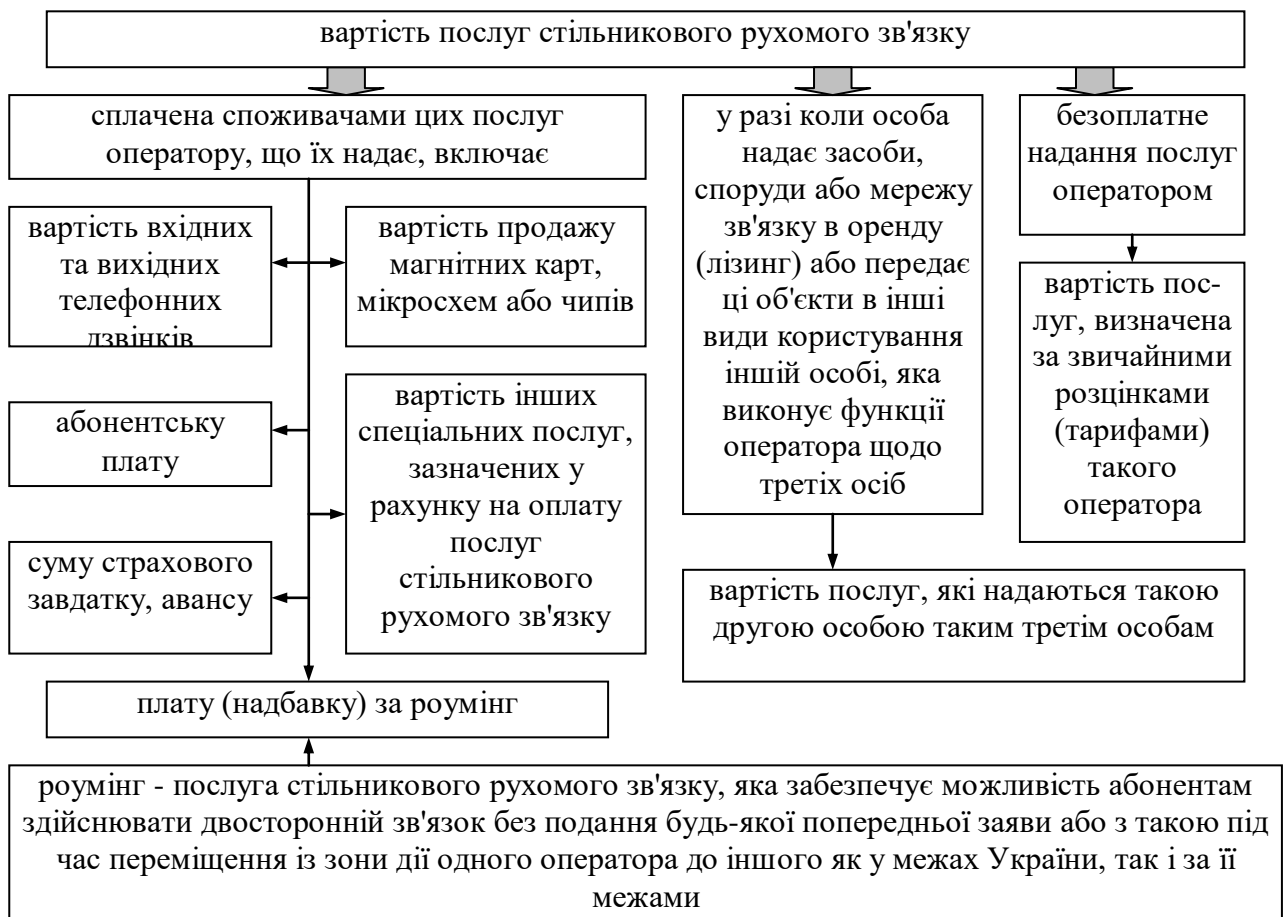 вартість послуг стільникового рухомого зв'язку
сплачена споживачами цих послуг
оператору, що їх надає, включає
вартість вхідних
та вихідних
телефонних
дзвінків
вартість продажу
магнітних карт,
мікросхем або чипів
абонентську
плату
вартість інших
спеціальних послуг,
зазначених у
рахунку на оплату
послуг
стільникового
рухомого зв'язку
суму страхового
завдатку, авансу
плату (надбавку) за роумінг
роумінг - послуга стільникового рухомого зв'язку, яка забезпечує можливість абонентам
здійснювати двосторонній зв'язок без подання будь-якої попередньої заяви або з такою під
час переміщення із зони дії одного оператора до іншого як у межах України, так і за її
межами
у разі коли особа
надає засоби,
споруди або мережу
зв'язку в оренду
(лізинг) або передає
ці об'єкти в інші
види користування
іншій особі, яка
виконує функції
оператора щодо
третіх осіб
вартість послуг, які надаються такою
другою особою таким третім особам
безоплатне
надання послуг
оператором
вартість пос-
луг, визначена
за звичайними
розцінками
(тарифами)
такого
оператора